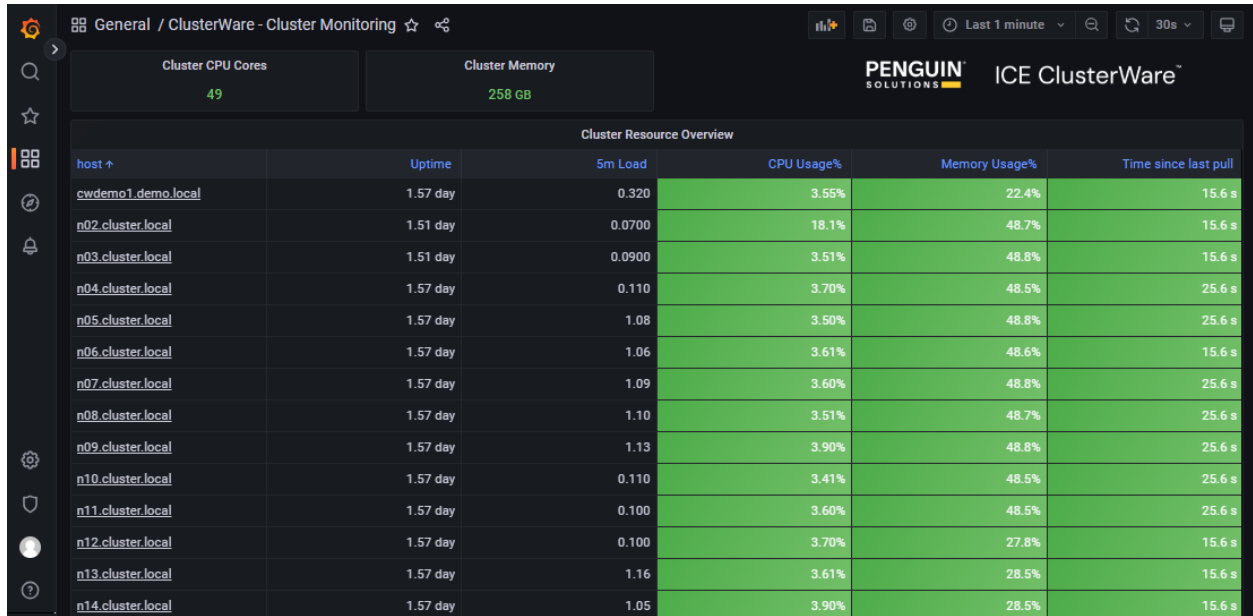 General / ClusterWare - Cluster Monitoring
Last 1 minute
30s
Cluster CPU Cores
49
Cluster Memory
258 GB
PENGUIN SOLUTIONS
ICE ClusterWare™
Cluster Resource Overview
host ↑ Uptime 5m Load CPU Usage% Memory Usage% Time since last pull
cwdemo1.demo.local 1.57 day 0.320 3.55% 22.4% 15.6 s
n02.cluster.local 1.51 day 0.0700 18.1% 48.7% 15.6 s
n03.cluster.local 1.51 day 0.0900 3.51% 48.8% 15.6 s
n04.cluster.local 1.57 day 0.110 3.70% 48.5% 25.6 s
n05.cluster.local 1.57 day 1.08 3.50% 48.8% 25.6 s
n06.cluster.local 1.57 day 1.06 3.61% 48.6% 15.6 s
n07.cluster.local 1.57 day 1.09 3.60% 48.8% 25.6 s
n08.cluster.local 1.57 day 1.10 3.51% 48.7% 25.6 s
n09.cluster.local 1.57 day 1.13 3.90% 48.8% 25.6 s
n10.cluster.local 1.57 day 0.110 3.41% 48.5% 25.6 s
n11.cluster.local 1.57 day 0.100 3.60% 48.5% 25.6 s
n12.cluster.local 1.57 day 0.100 3.70% 27.8% 15.6 s
n13.cluster.local 1.57 day 1.16 3.61% 28.5% 15.6 s
n14.cluster.local 1.57 day 1.05 3.90% 28.5% 15.6 s